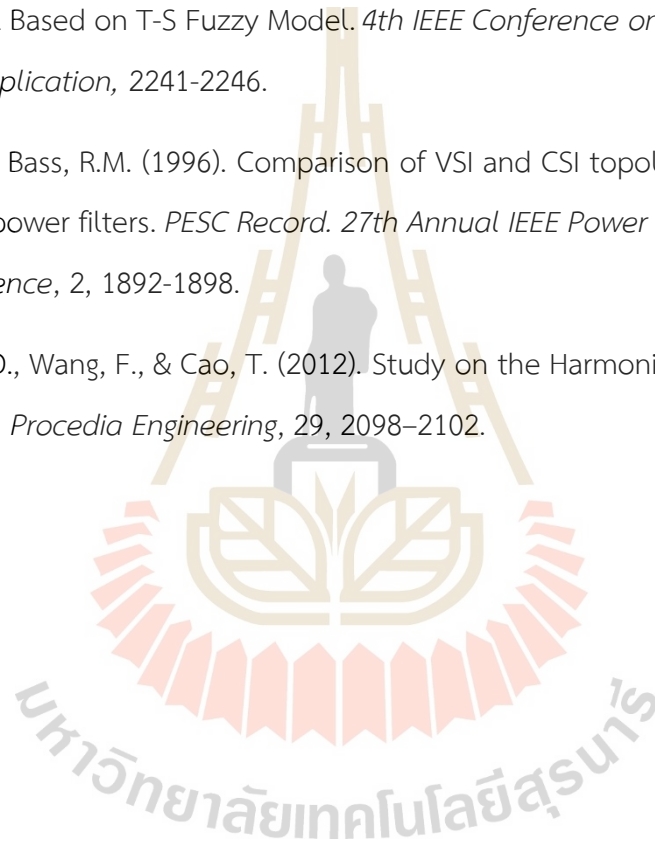 . Based on T-S Fuzzy Model. 4th IEEE Conference on
plication, 2241-2246.
Bass, R.M. (1996). Comparison of VSI and CSI topol
power filters. PESC Record. 27th Annual IEEE Power
ence, 2, 1892-1898.
D., Wang, F., & Cao, T. (2012). Study on the Harmoni
Procedia Engineering, 29, 2098–2102.
มหาวิทยาลัยเทคโนโลยีสุรนารี